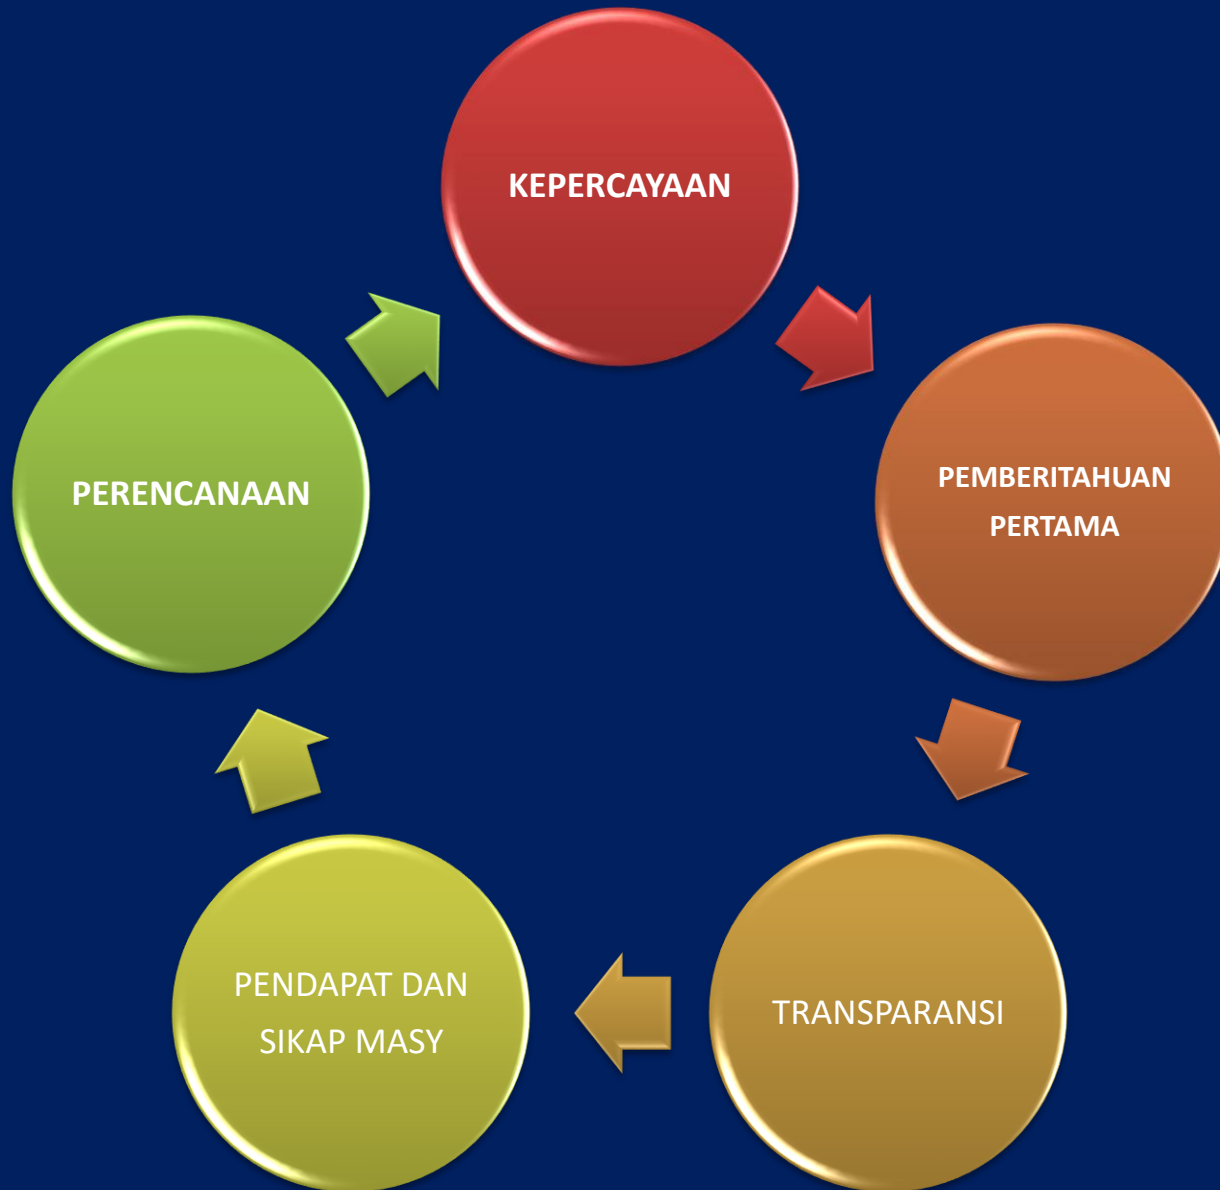 KEPERCAYAAN
PEMBERITAHUAN
PERTAMA
TRANSPARANSI
PENDAPAT DAN
SIKAP MASY
PERENCANAAN